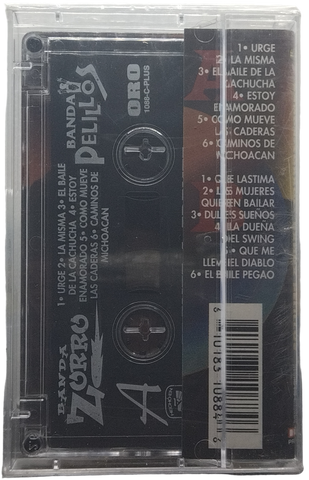 BANDA
ZORRO
BANDA
PELILLOS
ORO
1088-C-PLUS
1• URGE 2• LA MISMA 3• EL BAILE
DE LA CACHUCHA 4• ESTOY
ENAMORADO 5• COMO MUEVE
LAS CADERAS 6• CAMINOS DE
MICHOACAN
A
1• URGE
2• LA MISMA
3• EL BAILE DE LA
CACHUCHA
4• ESTOY
ENAMORADO
5• COMO MUEVE
LAS CADERAS
6• CAMINOS DE
MICHOACAN
1• QUE LASTIMA
2• LAS MUJERES
QUIEREN BAILAR
3• DULCES SUEÑOS
4• LA DUENA
DEL SWING
5• QUE ME
LLEVE EL DIABLO
6• EL BAILE PEGAO